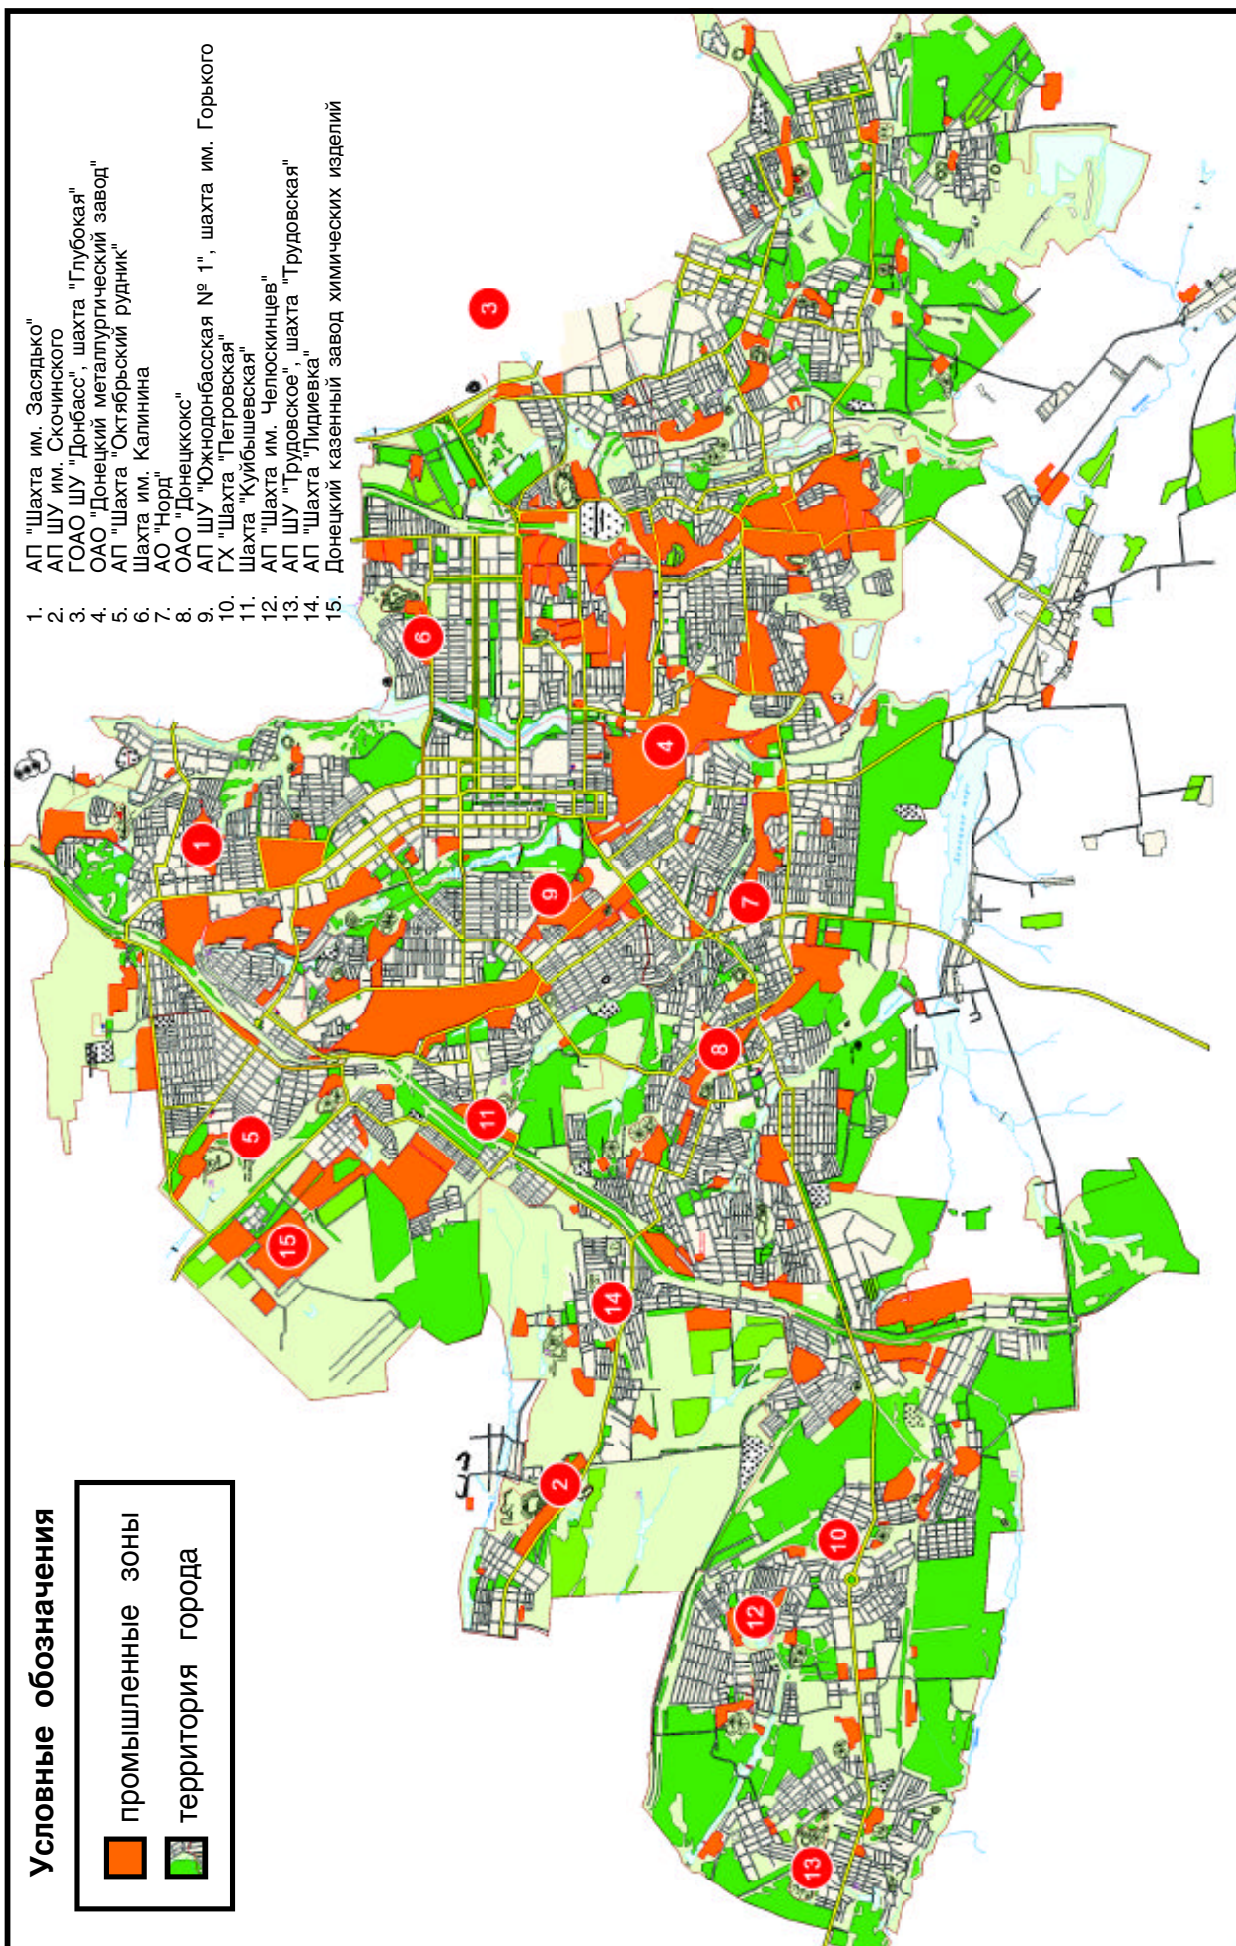 Условные обозначения
промышленные зоны
территория города
1. АП "Шахта им. Засядько"
2. АП ШУ им. Скочинского
3. ГОАО ШУ "Донбасс", шахта "Глубокая"
4. ОАО "Донецкий металлургический завод"
5. АП "Шахта "Октябрьский рудник"
6. Шахта им. Калинина
7. АО "Норд"
8. ОАО "Донецккокс"
9. АП ШУ "Южнодонбасская № 1", шахта им. Горького
10. ГХ "Шахта "Петровская"
11. Шахта "Куйбышевская"
12. АП "Шахта им. Челюскинцев"
13. АП ШУ "Трудовское", шахта "Трудовская"
14. АП "Шахта "Лидиевка"
15. Донецкий казенный завод химических изделий
1
2
3
4
5
6
7
8
9
10
11
12
13
14
15